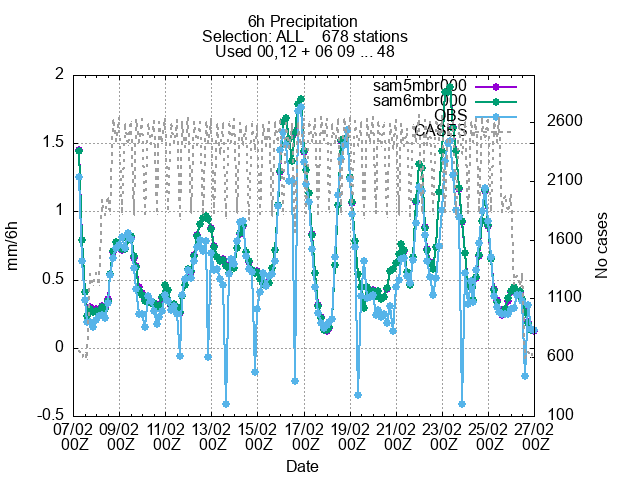 6h Precipitation
Selection: ALL 678 stations
Used 00,12 + 06 09 ... 48
sam5mbr000
sam6mbr000
OBS
CASES
2
1.5
1
0.5
0
-0.5
mm/6h
2600
2100
1600
1100
600
100
No cases
07/02 09/02 11/02 13/02 15/02 17/02 19/02 21/02 23/02 25/02 27/02
00Z 00Z 00Z 00Z 00Z 00Z 00Z 00Z 00Z 00Z 00Z
Date